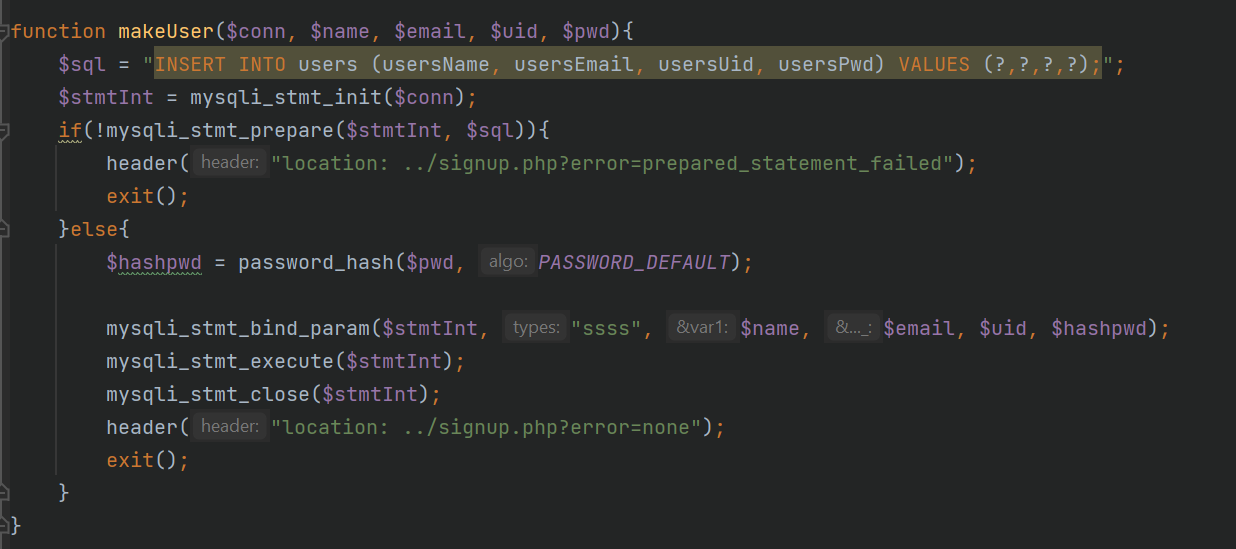 function makeUser($conn, $name, $email, $uid, $pwd){
$sql = "INSERT INTO users (usersName, usersEmail, usersUid, usersPwd) VALUES (?,?,?,?);";
$stmtInt = mysqli_stmt_init($conn);
if(!mysqli_stmt_prepare($stmtInt, $sql)){
header( header: "location: ../signup.php?error=prepared_statement_failed");
exit();
}else{
$hashpwd = password_hash($pwd, algo: PASSWORD_DEFAULT);
mysqli_stmt_bind_param($stmtInt, types: "ssss", &var1: $name, &..._: $email, $uid, $hashpwd);
mysqli_stmt_execute($stmtInt);
mysqli_stmt_close($stmtInt);
header( header: "location: ../signup.php?error=none");
exit();
}
}